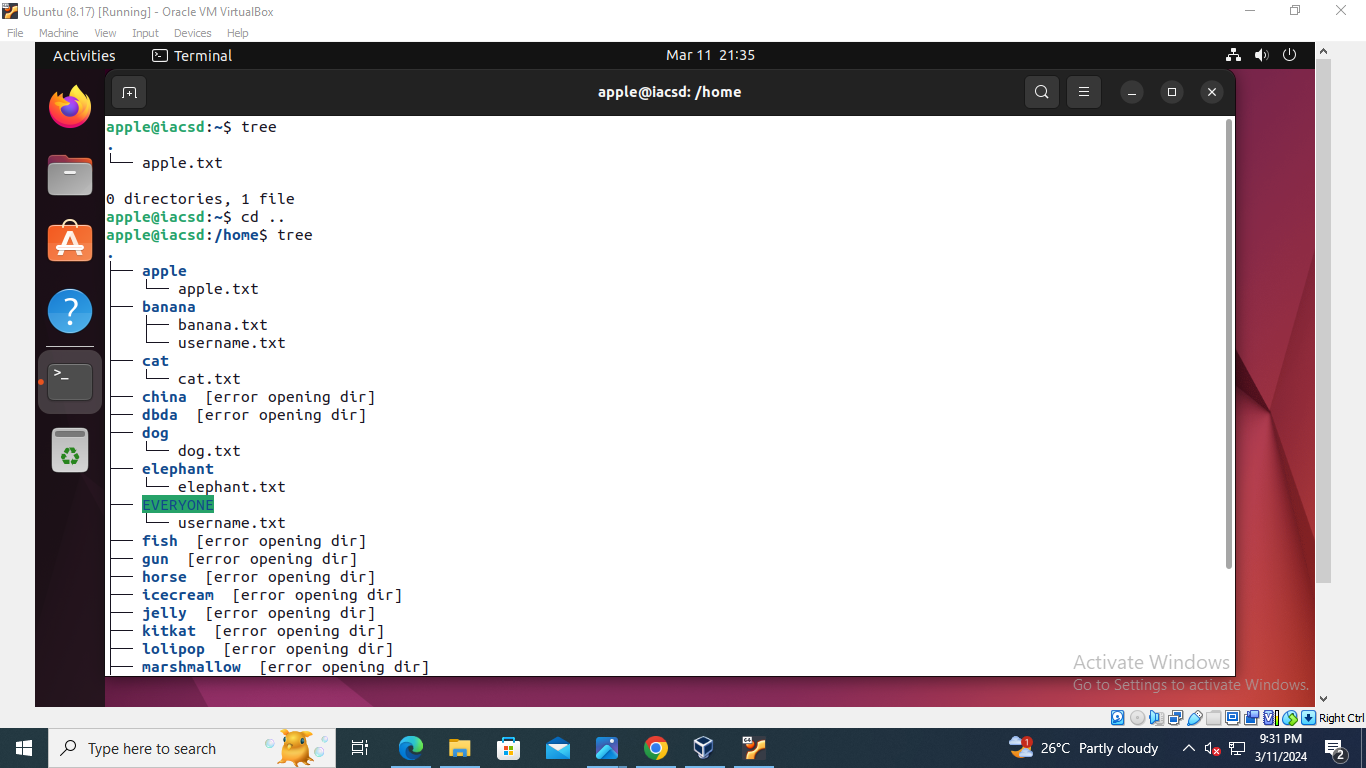 Ubuntu (8.17) [Running] - Oracle VM VirtualBox
File Machine View Input Devices Help
Activities Terminal Mar 11 21:35
apple@iacsd: /home
apple@iacsd:~$ tree
.
└── apple.txt
0 directories, 1 file
apple@iacsd:~$ cd ..
apple@iacsd:/home$ tree
.
├── apple
│   └── apple.txt
├── banana
│   ├── banana.txt
│   └── username.txt
├── cat
│   └── cat.txt
├── china  [error opening dir]
├── dbda  [error opening dir]
├── dog
│   └── dog.txt
├── elephant
│   └── elephant.txt
├── EVERYONE
│   └── username.txt
├── fish  [error opening dir]
├── gun  [error opening dir]
├── horse  [error opening dir]
├── icecream  [error opening dir]
├── jelly  [error opening dir]
├── kitkat  [error opening dir]
├── lolipop  [error opening dir]
├── marshmallow  [error opening dir]
Activate Windows
Go to Settings to activate Windows.
Right Ctrl
Type here to search
1
26°C Partly cloudy
9:31 PM
3/11/2024
2